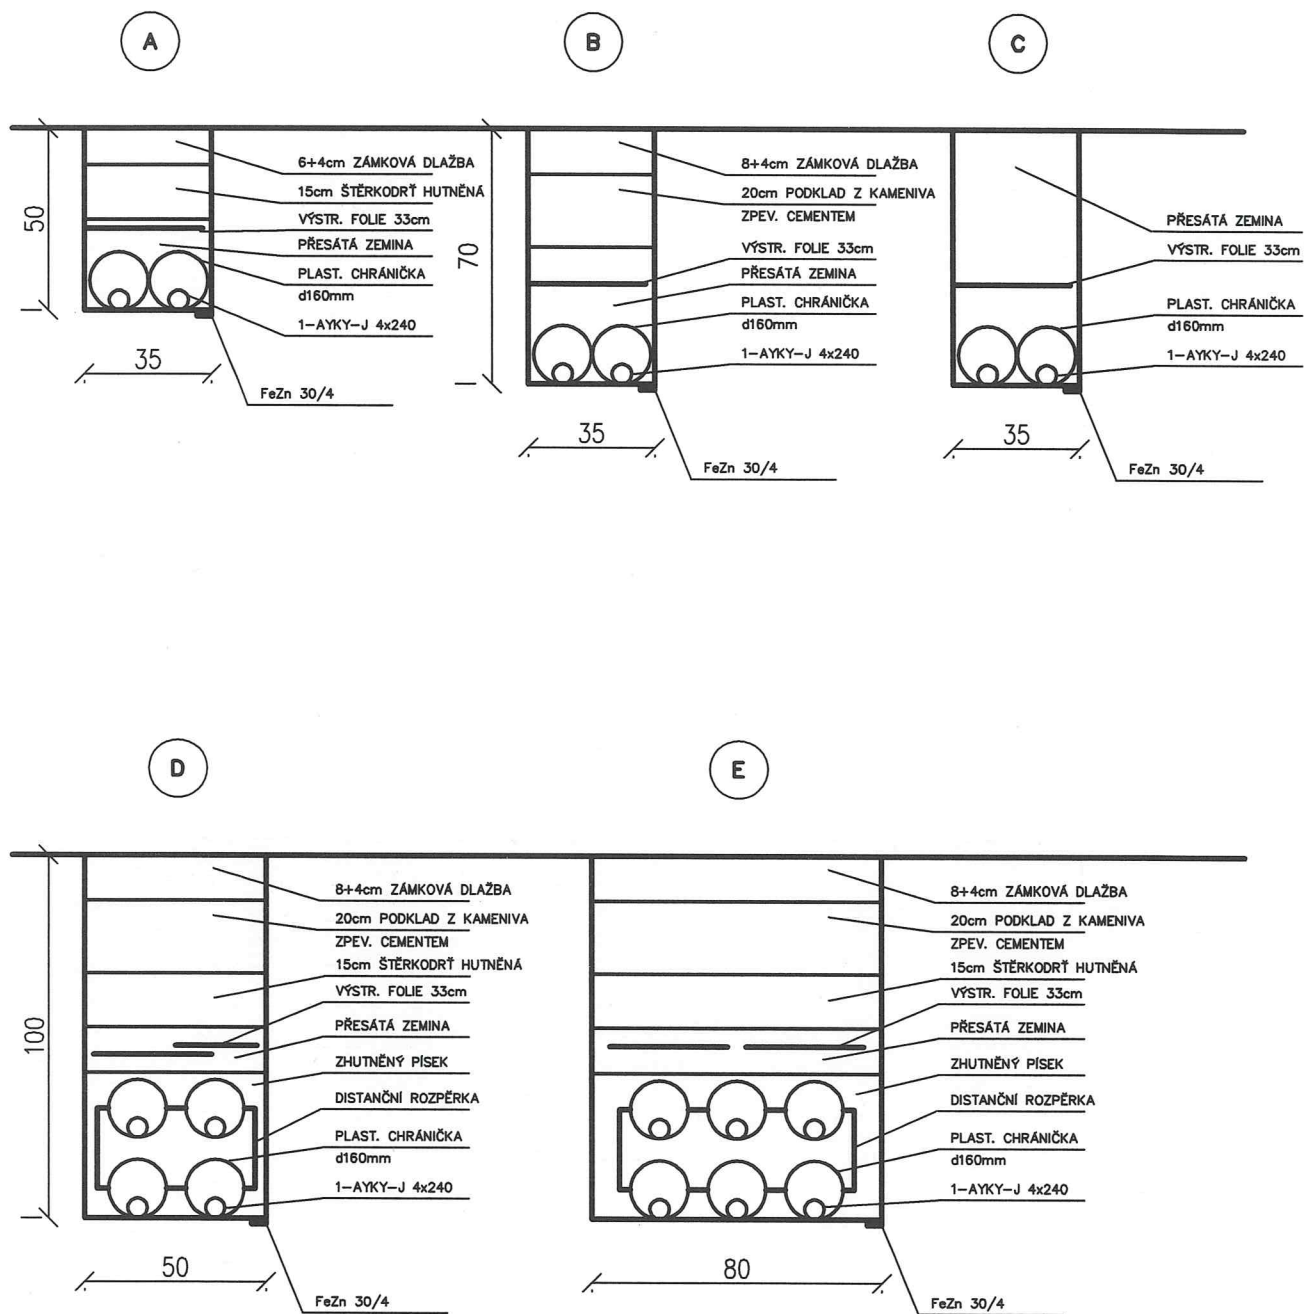 A
6+4cm ZÁMKOVÁ DLAŽBA
15cm ŠTĚRKODRŤ HUTNĚNÁ
VÝSTR. FOLIE 33cm
PŘESÁTÁ ZEMINA
PLAST. CHRÁNIČKA
d160mm
1-AYKY-J 4x240
50
35
FeZn 30/4
B
8+4cm ZÁMKOVÁ DLAŽBA
20cm PODKLAD Z KAMENIVA
ZPEV. CEMENTEM
VÝSTR. FOLIE 33cm
PŘESÁTÁ ZEMINA
PLAST. CHRÁNIČKA
d160mm
1-AYKY-J 4x240
70
35
FeZn 30/4
C
PŘESÁTÁ ZEMINA
VÝSTR. FOLIE 33cm
PLAST. CHRÁNIČKA
d160mm
1-AYKY-J 4x240
35
FeZn 30/4
D
8+4cm ZÁMKOVÁ DLAŽBA
20cm PODKLAD Z KAMENIVA
ZPEV. CEMENTEM
15cm ŠTĚRKODRŤ HUTNĚNÁ
VÝSTR. FOLIE 33cm
PŘESÁTÁ ZEMINA
ZHUTNĚNÝ PÍSEK
DISTANČNÍ ROZPĚRKA
PLAST. CHRÁNIČKA
d160mm
1-AYKY-J 4x240
100
50
FeZn 30/4
E
8+4cm ZÁMKOVÁ DLAŽBA
20cm PODKLAD Z KAMENIVA
ZPEV. CEMENTEM
15cm ŠTĚRKODRŤ HUTNĚNÁ
VÝSTR. FOLIE 33cm
PŘESÁTÁ ZEMINA
ZHUTNĚNÝ PÍSEK
DISTANČNÍ ROZPĚRKA
PLAST. CHRÁNIČKA
d160mm
1-AYKY-J 4x240
80
FeZn 30/4